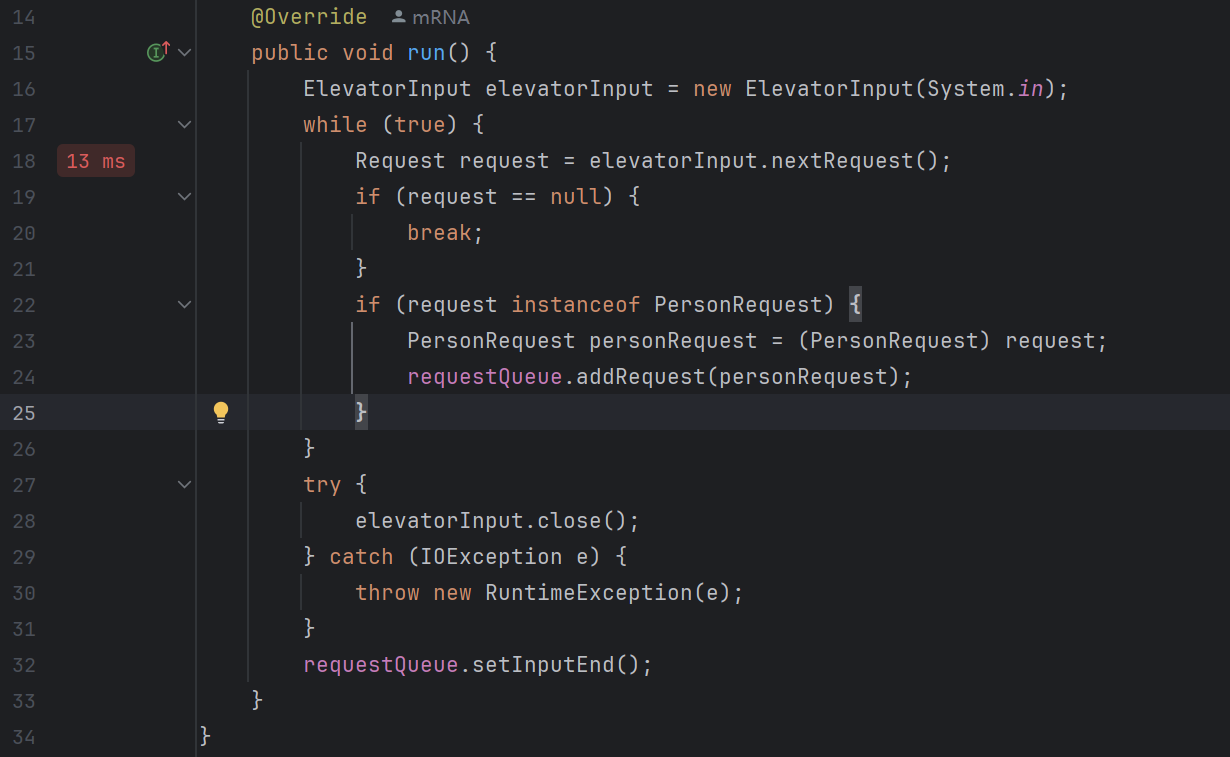 14 @Override mRNA
15 public void run() {
16 ElevatorInput elevatorInput = new ElevatorInput(System.in);
17 while (true) {
18 13 ms Request request = elevatorInput.nextRequest();
19 if (request == null) {
20 break;
21 }
22 if (request instanceof PersonRequest) {
23 PersonRequest personRequest = (PersonRequest) request;
24 requestQueue.addRequest(personRequest);
25 }
26 }
27 try {
28 elevatorInput.close();
29 } catch (IOException e) {
30 throw new RuntimeException(e);
31 }
32 requestQueue.setInputEnd();
33 }
34 }